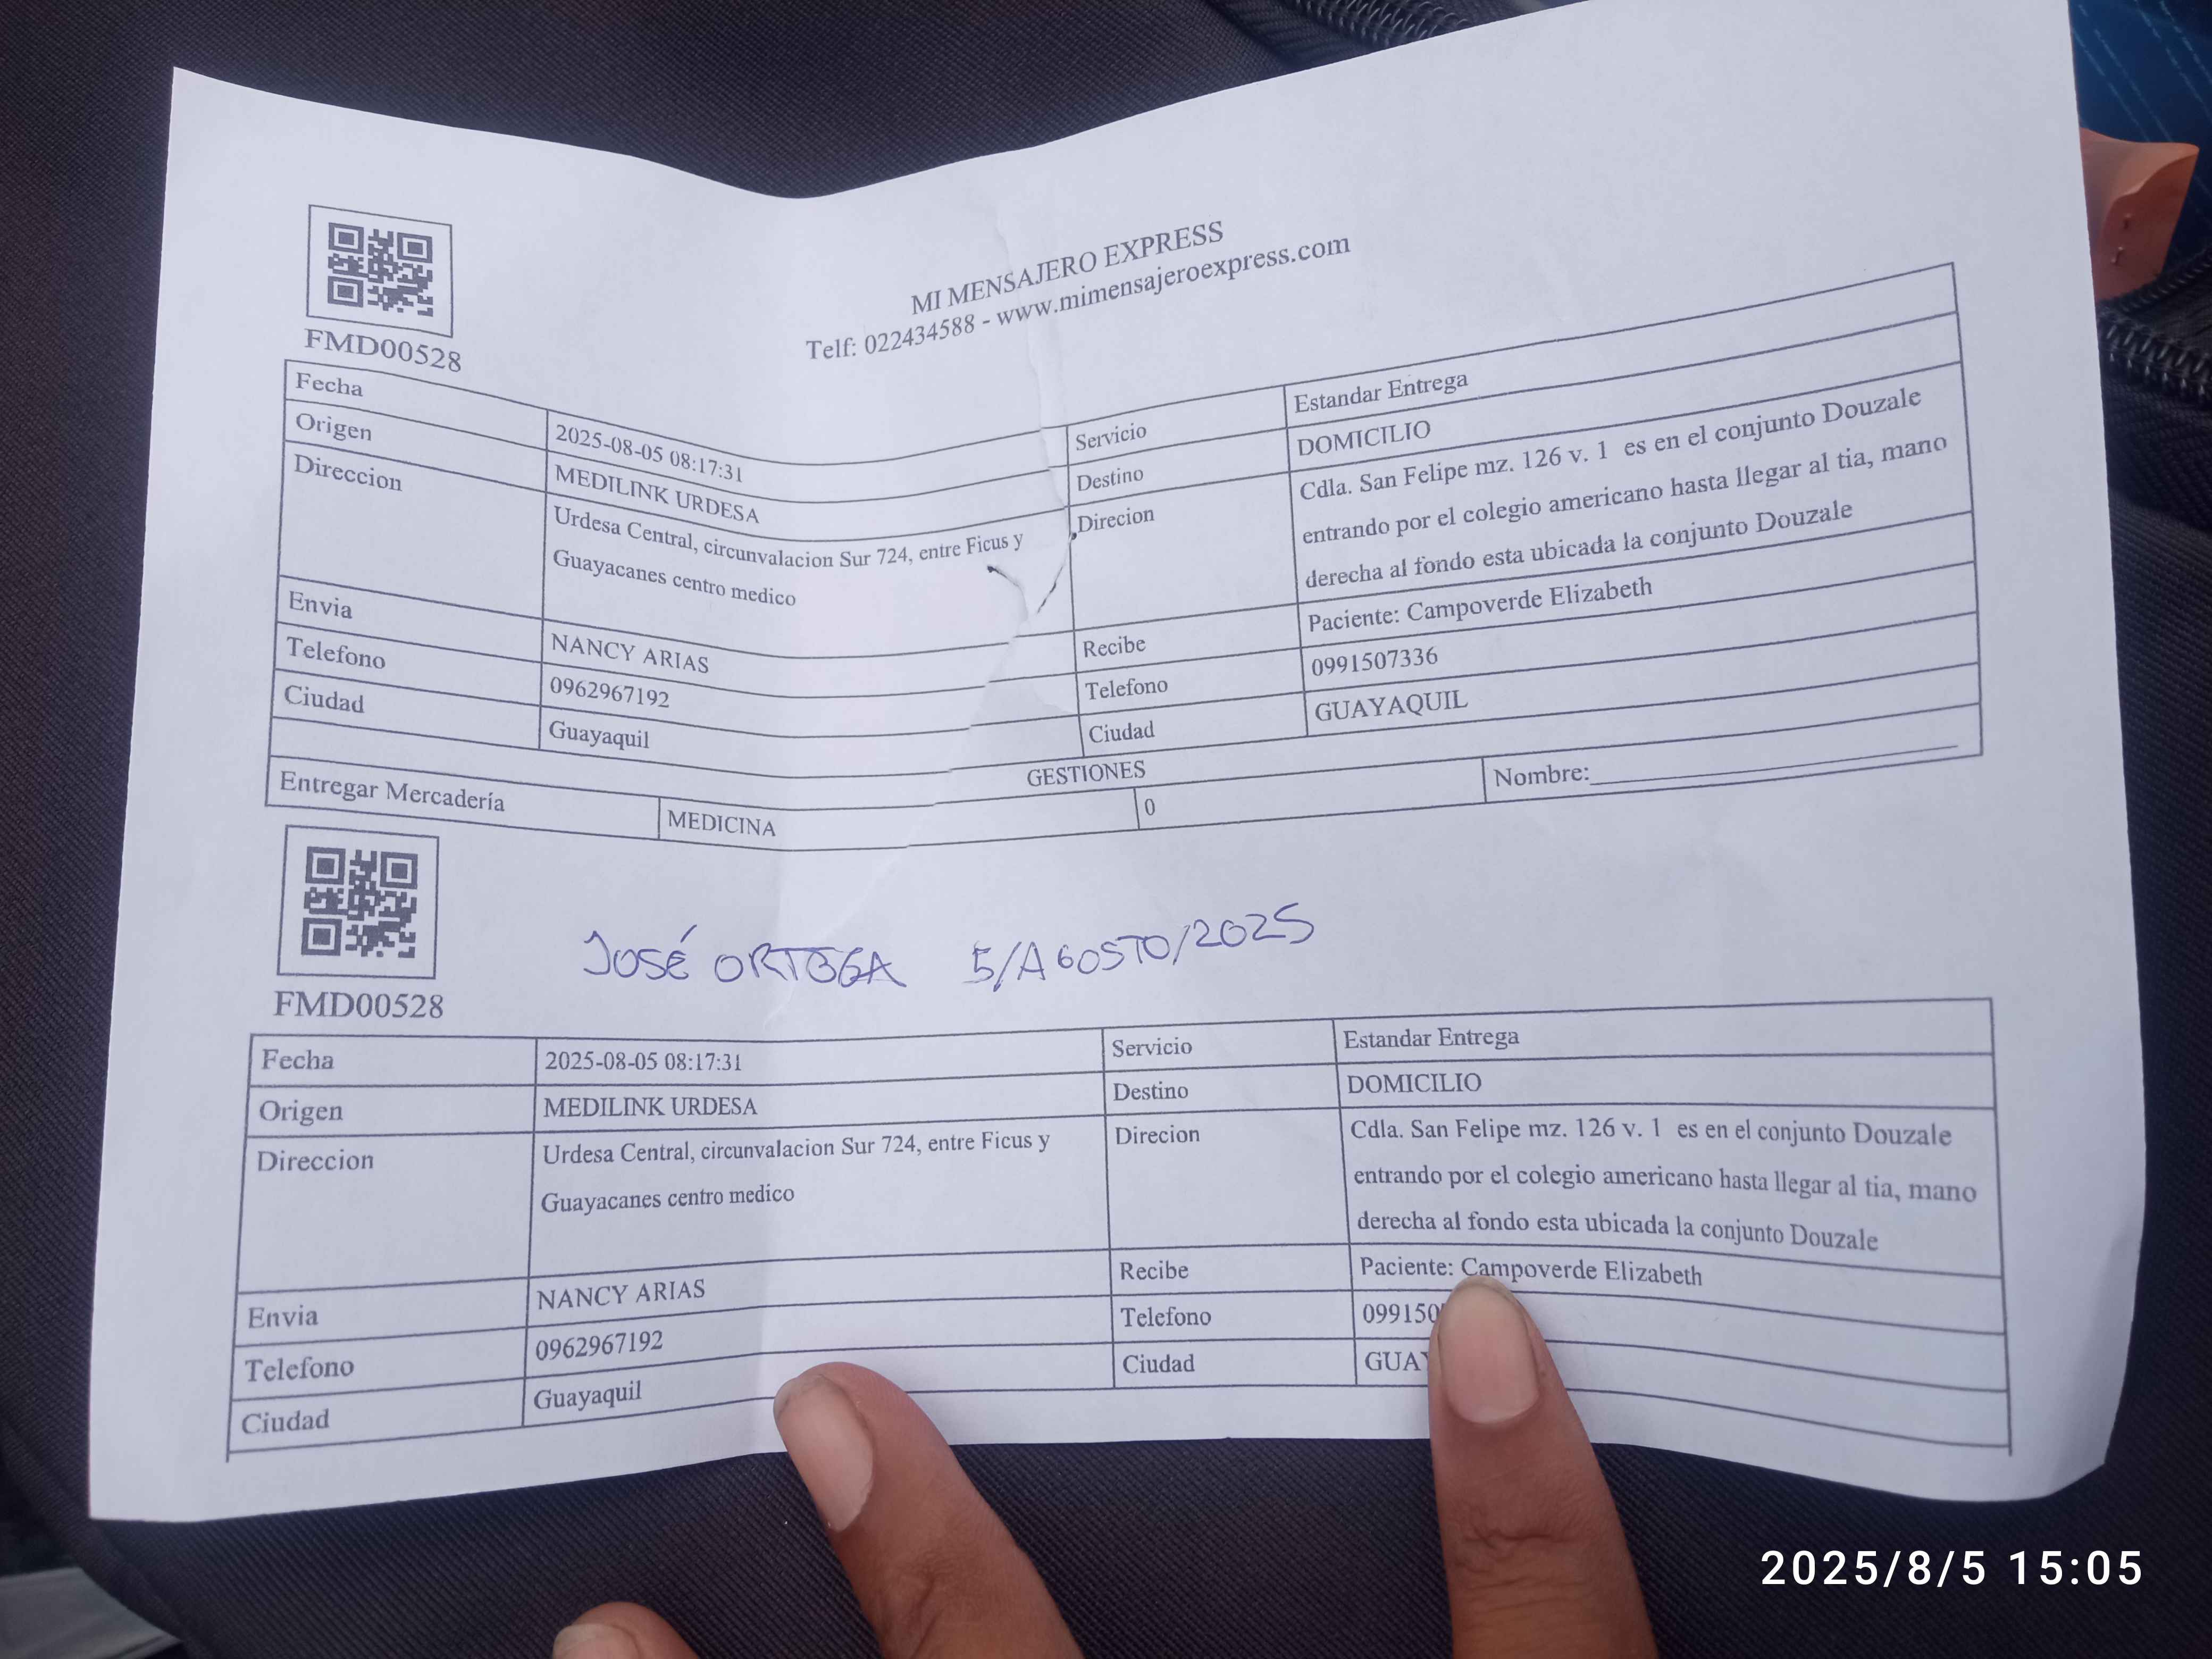 MI MENSAJERO EXPRESS
Telf: 022434588 - www.mimensajeroexpress.com
FMD00528
Fecha 2025-08-05 08:17:31 Servicio Estandar Entrega
Origen MEDILINK URDESA Destino DOMICILIO
Direccion Urdesa Central, circunvalacion Sur 724, entre Ficus y
Guayacanes centro medico
Direcion Cdla. San Felipe mz. 126 v. 1 es en el conjunto Douzale
entrando por el colegio americano hasta llegar al tia, mano
derecha al fondo esta ubicada la conjunto Douzale
Envia NANCY ARIAS Recibe Paciente: Campoverde Elizabeth
Telefono 0962967192 Telefono 0991507336
Ciudad Guayaquil Ciudad GUAYAQUIL
GESTIONES
Entregar Mercadería MEDICINA 0 Nombre:
JOSÉ ORTEGA 5/AGOSTO/2025
FMD00528
Fecha 2025-08-05 08:17:31 Servicio Estandar Entrega
Origen MEDILINK URDESA Destino DOMICILIO
Direccion Urdesa Central, circunvalacion Sur 724, entre Ficus y
Guayacanes centro medico
Direcion Cdla. San Felipe mz. 126 v. 1 es en el conjunto Douzale
entrando por el colegio americano hasta llegar al tia, mano
derecha al fondo esta ubicada la conjunto Douzale
Envia NANCY ARIAS Recibe Paciente: Campoverde Elizabeth
Telefono 0962967192 Telefono
Ciudad Guayaquil Ciudad
2025/8/5 15:05